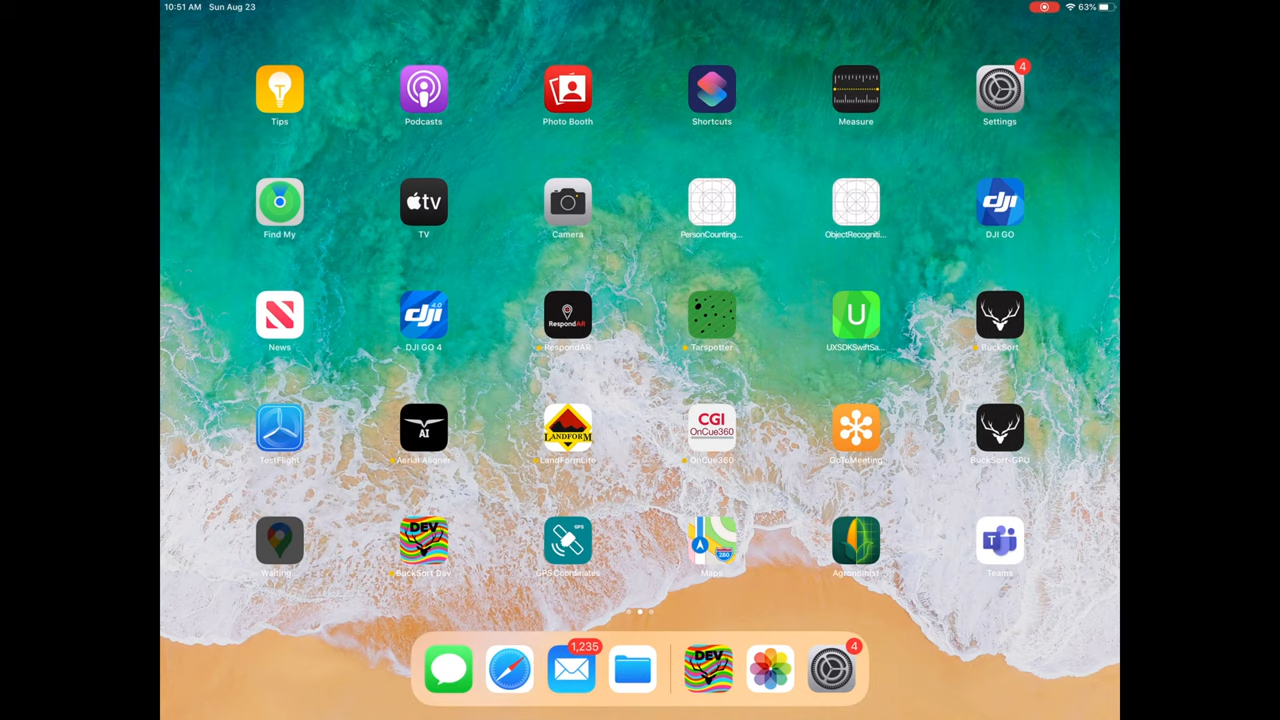 10:51 AM Sun Aug 23
63%
4
T
Tips
Podcasts
Photo Booth
Shortcuts
Measure
Settings
tv
dji
Find My
TV
Camera
PersonCounting...
ObjectRecogniti...
DJI GO
dji 4.0
RespondAR
U
News
DJI GO 4
RespondAR
Tarspotter
UXSDKSwiftSa...
BuckSort
AI
LANDFORM
CGI
OnCue360
TestFlight
Aerial Aligner
LandFormLite
OnCue360
GoToMeeting
BuckSort-GPU
DEV
GPS
280
T
Waiting
BuckSort Dev
GPS Coordinates
Maps
Agronomist
Teams
1,235
4
DEV